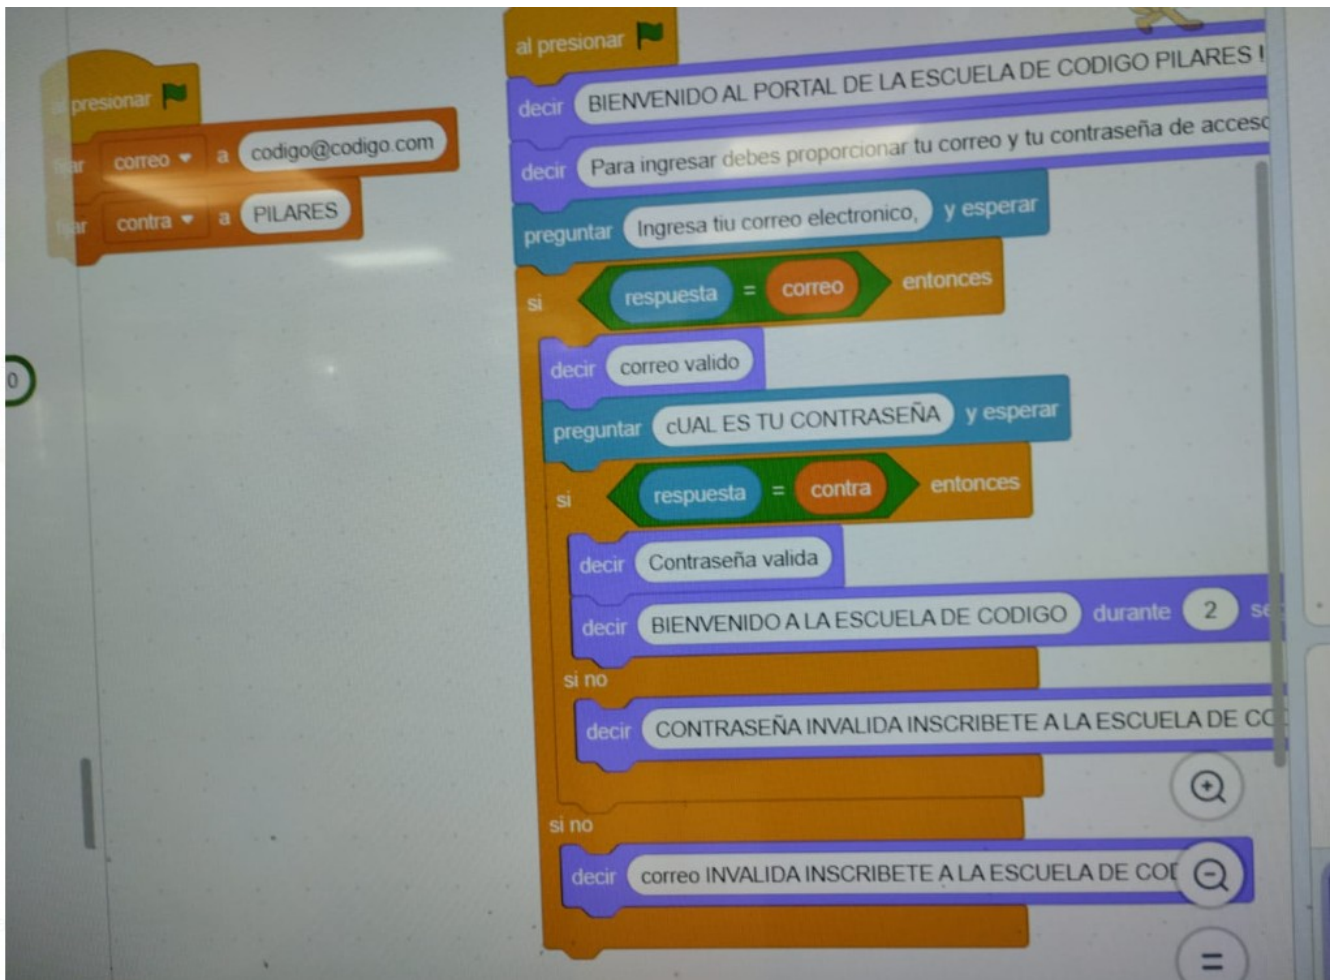 al presionar
fijar correo a codigo@codigo.com
fijar contra a PILARES
0
al presionar
decir BIENVENIDO AL PORTAL DE LA ESCUELA DE CODIGO PILARES !
decir Para ingresar debes proporcionar tu correo y tu contraseña de acceso
preguntar Ingresa tiu correo electronico, y esperar
si respuesta = correo entonces
decir correo valido
preguntar cUAL ES TU CONTRASEÑA y esperar
si respuesta = contra entonces
decir Contraseña valida
decir BIENVENIDO A LA ESCUELA DE CODIGO durante 2
si no
decir CONTRASEÑA INVALIDA INSCRIBETE A LA ESCUELA DE
si no
decir correo INVALIDA INSCRIBETE A LA ESCUELA DE